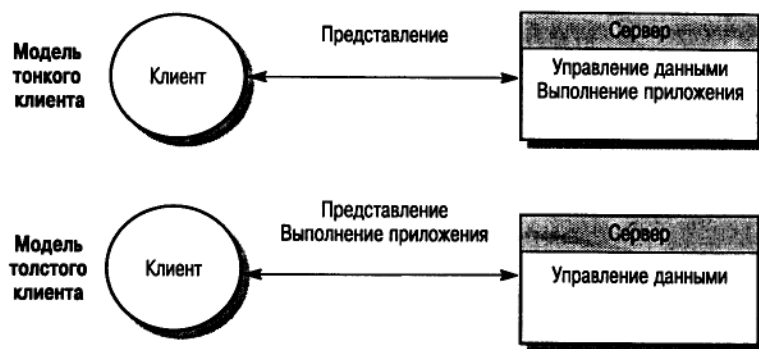 Модель
тонкого
клиента
Клиент
Представление
Сервер
Управление данными
Выполнение приложения
Модель
толстого
клиента
Клиент
Представление
Выполнение приложения
Сервер
Управление данными